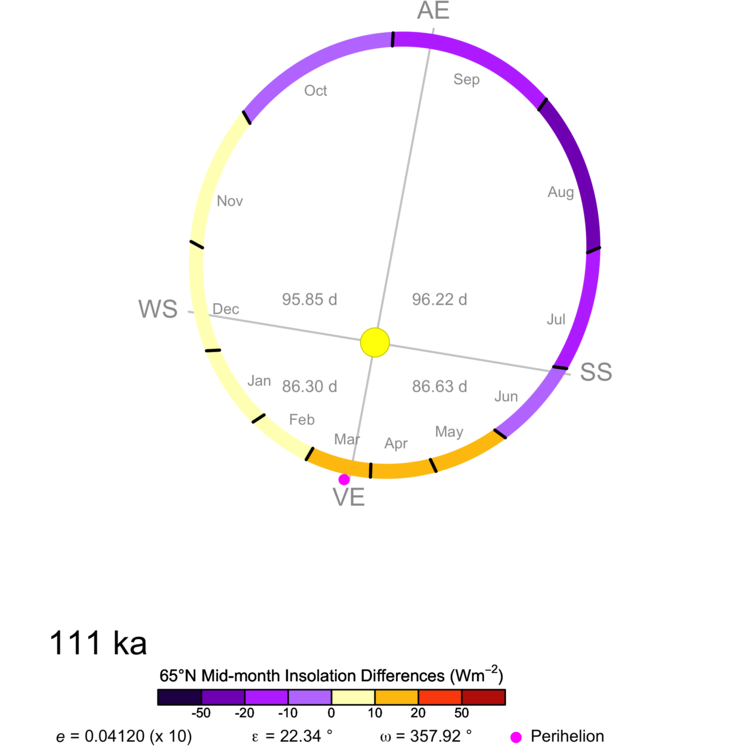 AE
Sep
Oct
Aug
Nov
95.85 d 96.22 d
WS Dec
Jul
SS
Jan 86.30 d 86.63 d Jun
Feb
Mar Apr May
VE
111 ka
65°N Mid-month Insolation Differences (Wm⁻²)
-50 -20 -10 0 10 20 50
e = 0.04120 (x 10) ε = 22.34 ° ω = 357.92 ° Perihelion